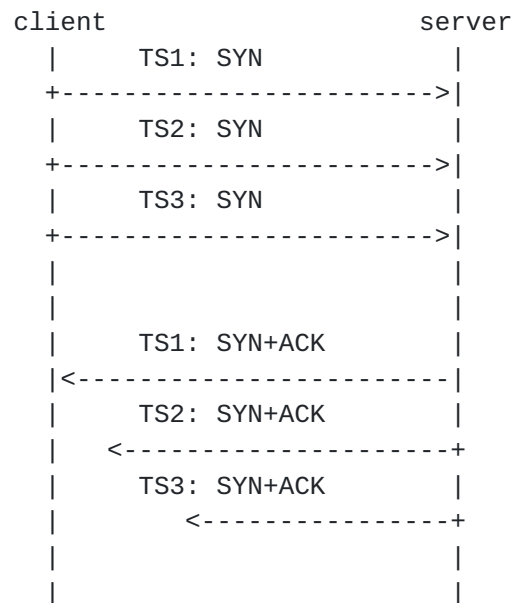 client                    server
  |     TS1: SYN            |
  +------------------------>|
  |     TS2: SYN            |
  +------------------------>|
  |     TS3: SYN            |
  +------------------------>|
  |                         |
  |                         |
  |     TS1: SYN+ACK        |
  |<------------------------|
  |     TS2: SYN+ACK        |
  |   <---------------------+
  |     TS3: SYN+ACK        |
  |        <----------------+
  |                         |
  |                         |